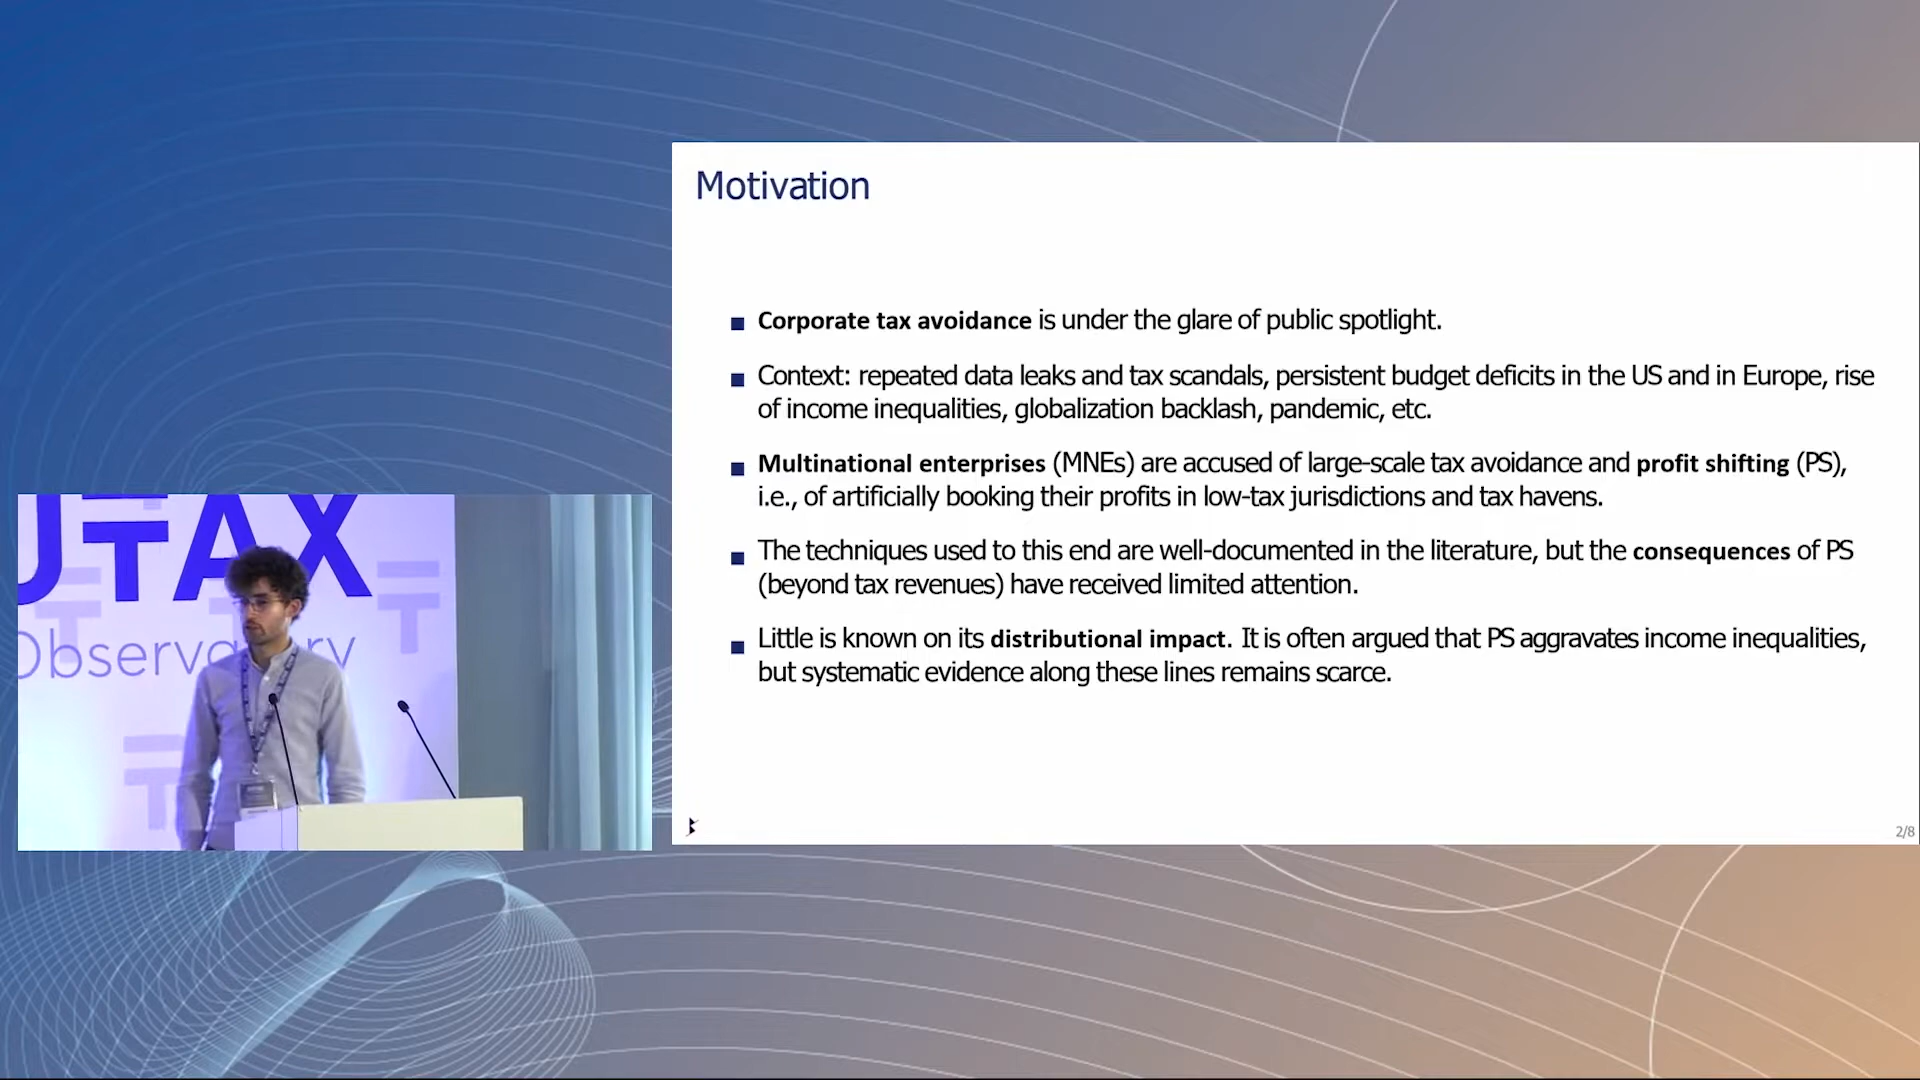 Motivation
Corporate tax avoidance is under the glare of public spotlight.
Context: repeated data leaks and tax scandals, persistent budget deficits in the US and in Europe, rise
of income inequalities, globalization backlash, pandemic, etc.
Multinational enterprises (MNEs) are accused of large-scale tax avoidance and profit shifting (PS),
i.e., of artificially booking their profits in low-tax jurisdictions and tax havens.
The techniques used to this end are well-documented in the literature, but the consequences of PS
(beyond tax revenues) have received limited attention.
Little is known on its distributional impact. It is often argued that PS aggravates income inequalities,
but systematic evidence along these lines remains scarce.
2/8
UTAX
Observatory